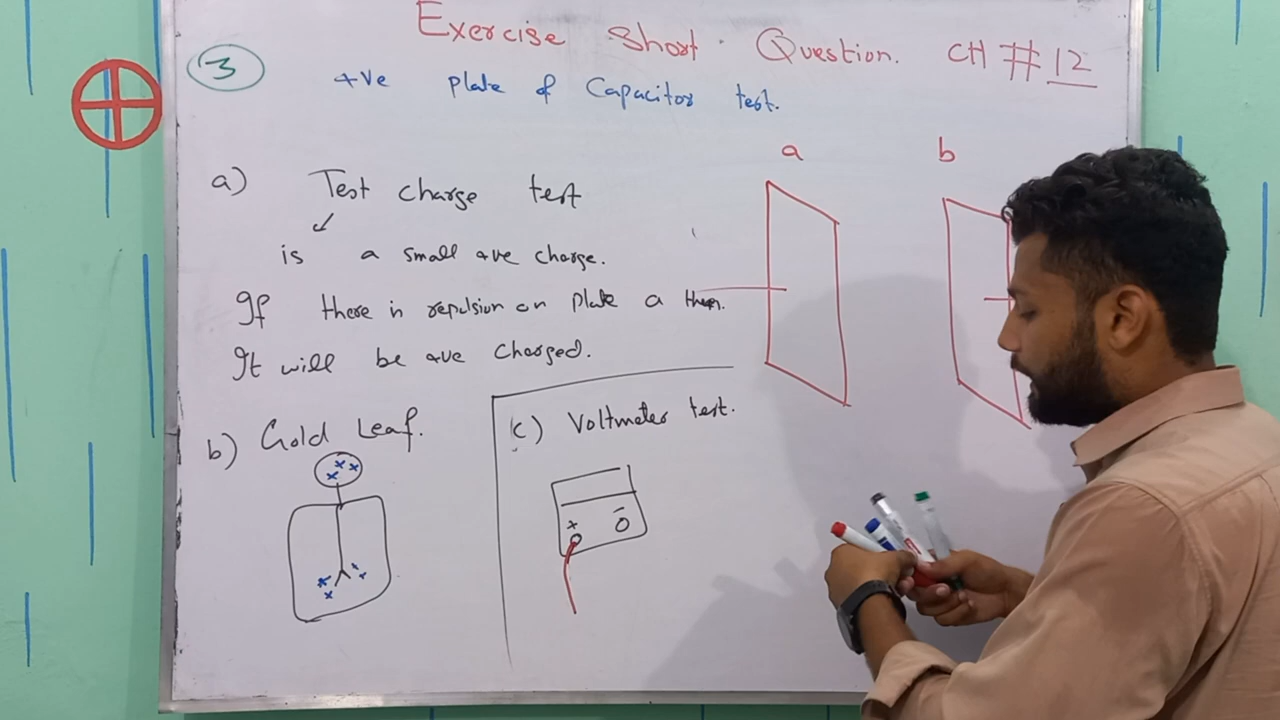 Exercise Short Question. CH # 12
3
+ve plate of Capacitor test.
a b
a) Test charge test
is a small +ve charge.
If there is repulsion on plate a then.
It will be +ve charged.
b) Gold Leaf.
c) Voltmeter test.
+ -